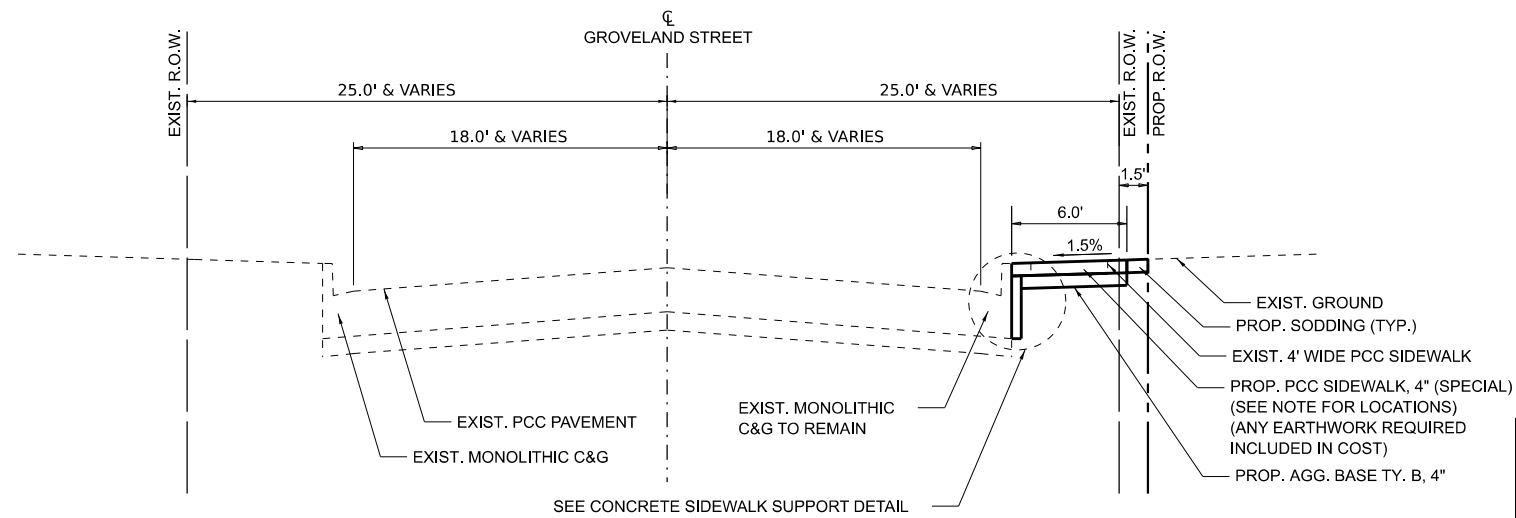 ℄
GROVELAND STREET
EXIST. R.O.W.
EXIST. R.O.W.
PROP. R.O.W.
25.0' & VARIES
25.0' & VARIES
18.0' & VARIES
18.0' & VARIES
1.5'
6.0'
1.5%
EXIST. GROUND
PROP. SODDING (TYP.)
EXIST. 4' WIDE PCC SIDEWALK
PROP. PCC SIDEWALK, 4" (SPECIAL)
(SEE NOTE FOR LOCATIONS)
(ANY EARTHWORK REQUIRED
INCLUDED IN COST)
PROP. AGG. BASE TY. B, 4"
EXIST. MONOLITHIC
C&G TO REMAIN
EXIST. PCC PAVEMENT
EXIST. MONOLITHIC C&G
SEE CONCRETE SIDEWALK SUPPORT DETAIL